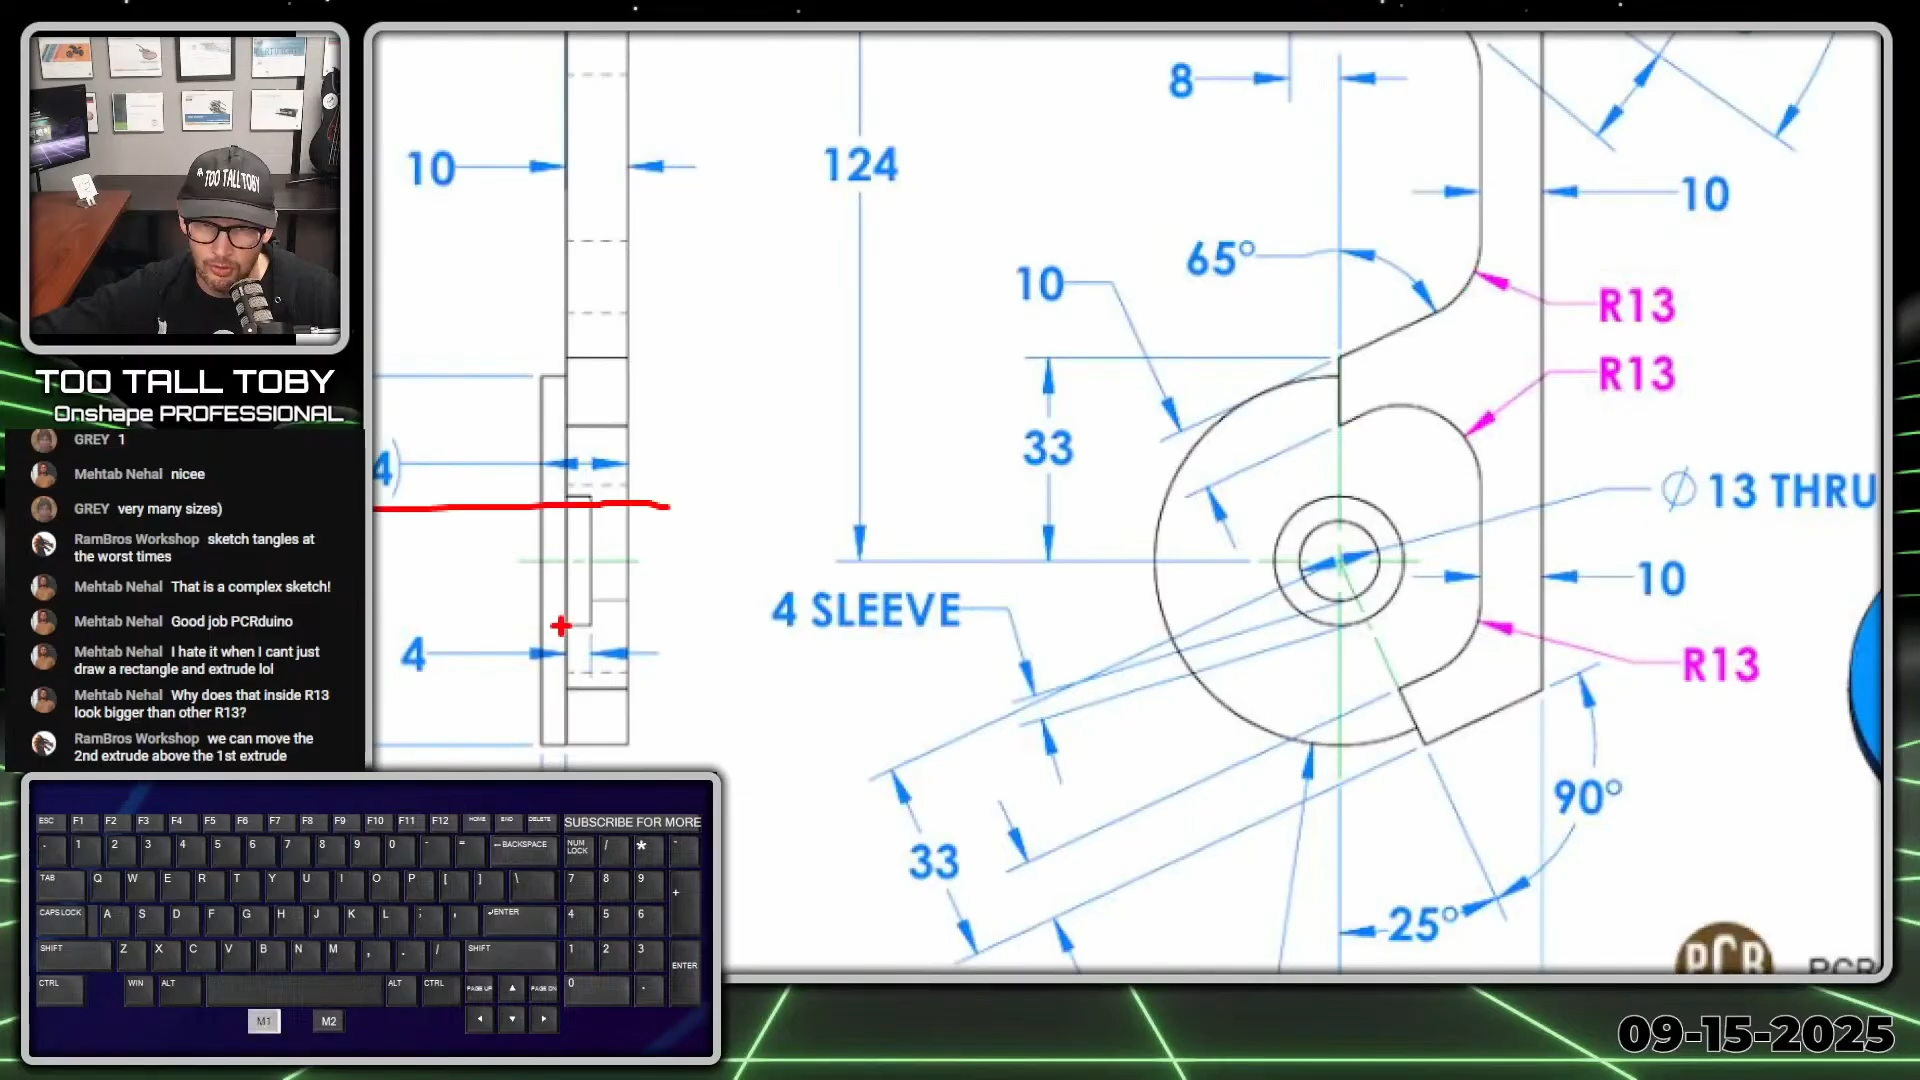 TOO TALL TOBY
TOO TALL TOBY
Onshape PROFESSIONAL
GREY 1
Mehtab Nehal nicee
GREY very many sizes)
RamBros Workshop sketch tangles at
the worst times
Mehtab Nehal That is a complex sketch!
Mehtab Nehal Good job PCRduino
Mehtab Nehal I hate it when I cant just
draw a rectangle and extrude lol
Mehtab Nehal Why does that inside R13
look bigger than other R13?
RamBros Workshop we can move the
2nd extrude above the 1st extrude
8
10
124
10
65°
10
R13
R13
33
4)
Ø 13 THRU
10
4 SLEEVE
4
R13
90°
33
25°
PCR
PCR
ESC F1 F2 F3 F4 F5 F6 F7 F8 F9 F10 F11 F12 HOME END DELETE SUBSCRIBE FOR MORE
1 2 3 4 5 6 7 8 9 0 - = ←BACKSPACE NUM LOCK / * -
TAB Q W E R T Y U I O P [ ] \ 7 8 9 +
CAPS LOCK A S D F G H J K L ; ' ↲ENTER 4 5 6
SHIFT Z X C V B N M , . / SHIFT 1 2 3 ENTER
CTRL WIN ALT ALT CTRL PAGE UP ▲ PAGE DN 0 .
M1 M2 ◄ ▼ ►
09-15-2025